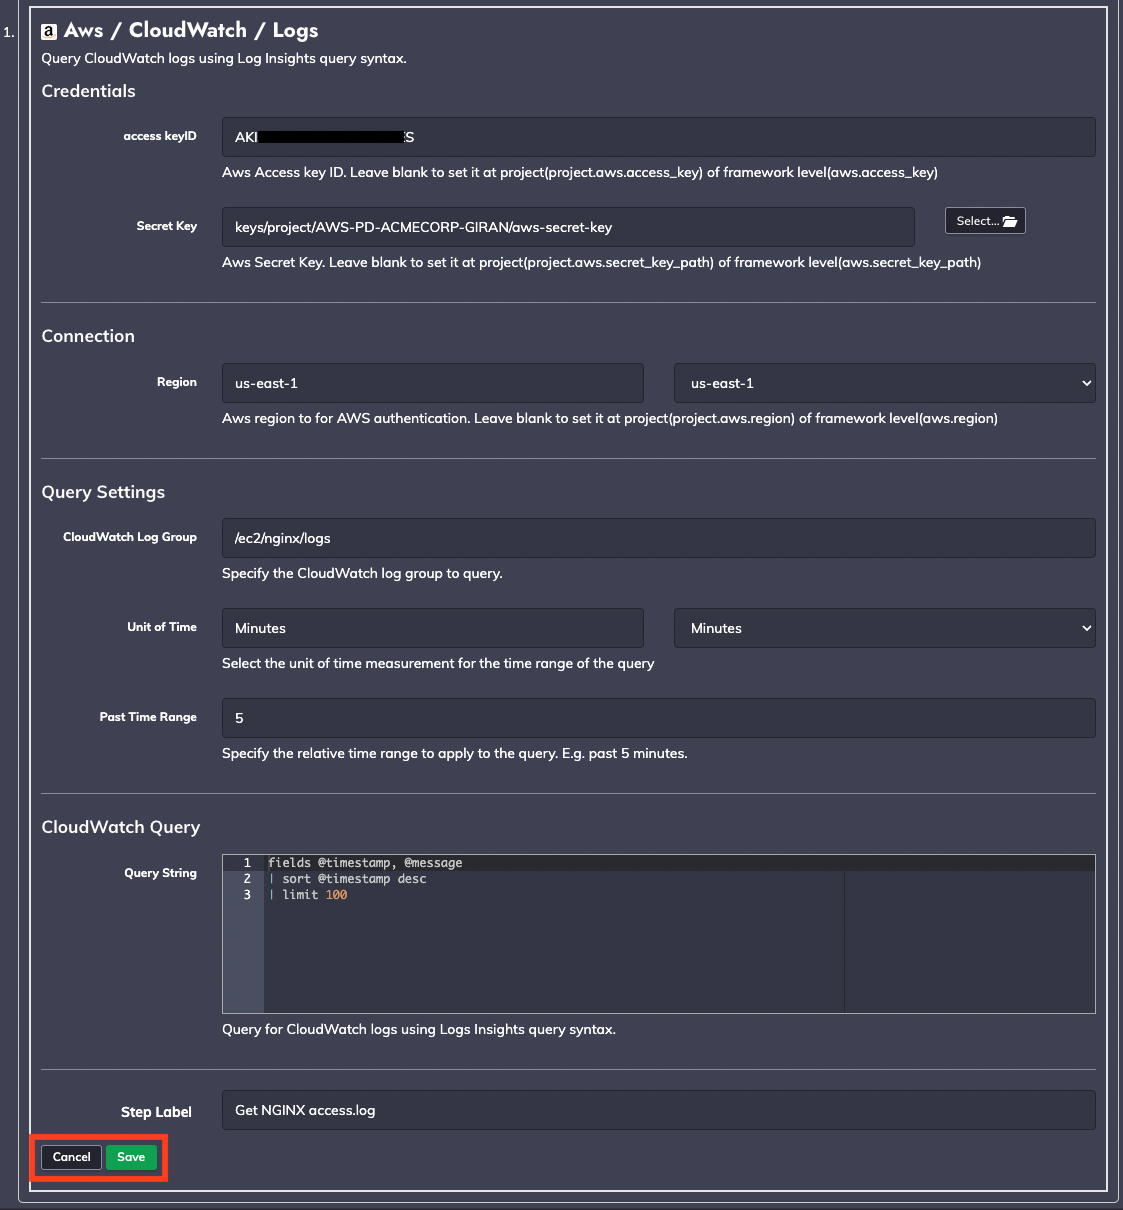 1.
a Aws / CloudWatch / Logs
Query CloudWatch logs using Log Insights query syntax.
Credentials
access keyID
AKI S
Aws Access key ID. Leave blank to set it at project(project.aws.access_key) of framework level(aws.access_key)
Secret Key
keys/project/AWS-PD-ACMECORP-GIRAN/aws-secret-key
Select...
Aws Secret Key. Leave blank to set it at project(project.aws.secret_key_path) of framework level(aws.secret_key_path)
Connection
Region
us-east-1
us-east-1
Aws region to for AWS authentication. Leave blank to set it at project(project.aws.region) of framework level(aws.region)
Query Settings
CloudWatch Log Group
/ec2/nginx/logs
Specify the CloudWatch log group to query.
Unit of Time
Minutes
Minutes
Select the unit of time measurement for the time range of the query
Past Time Range
5
Specify the relative time range to apply to the query. E.g. past 5 minutes.
CloudWatch Query
Query String
1 fields @timestamp, @message
2 | sort @timestamp desc
3 | limit 100
Query for CloudWatch logs using Logs Insights query syntax.
Step Label
Get NGINX access.log
Cancel
Save